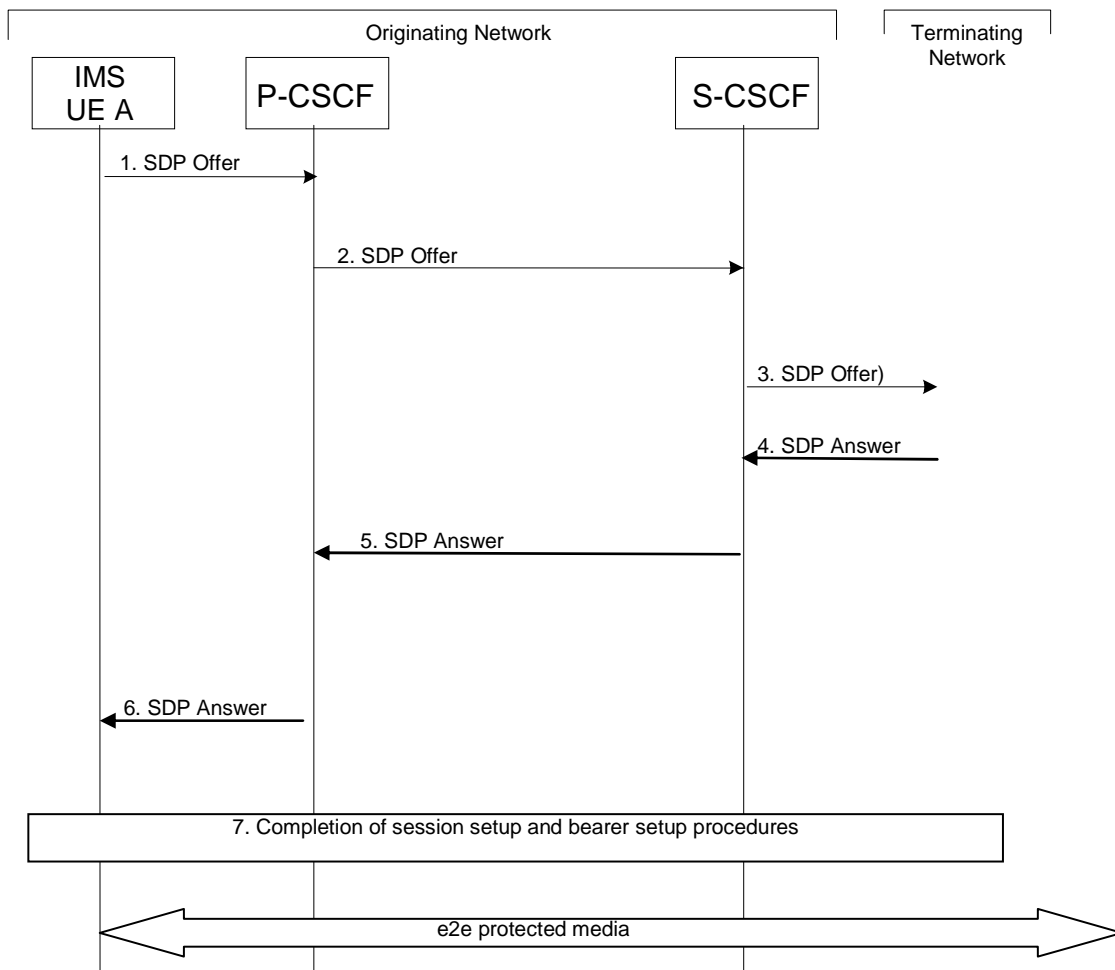 Originating Network
Terminating
Network
IMS
UE A
P-CSCF
S-CSCF
1. SDP Offer
2. SDP Offer
3. SDP Offer)
4. SDP Answer
5. SDP Answer
6. SDP Answer
7. Completion of session setup and bearer setup procedures
e2e protected media